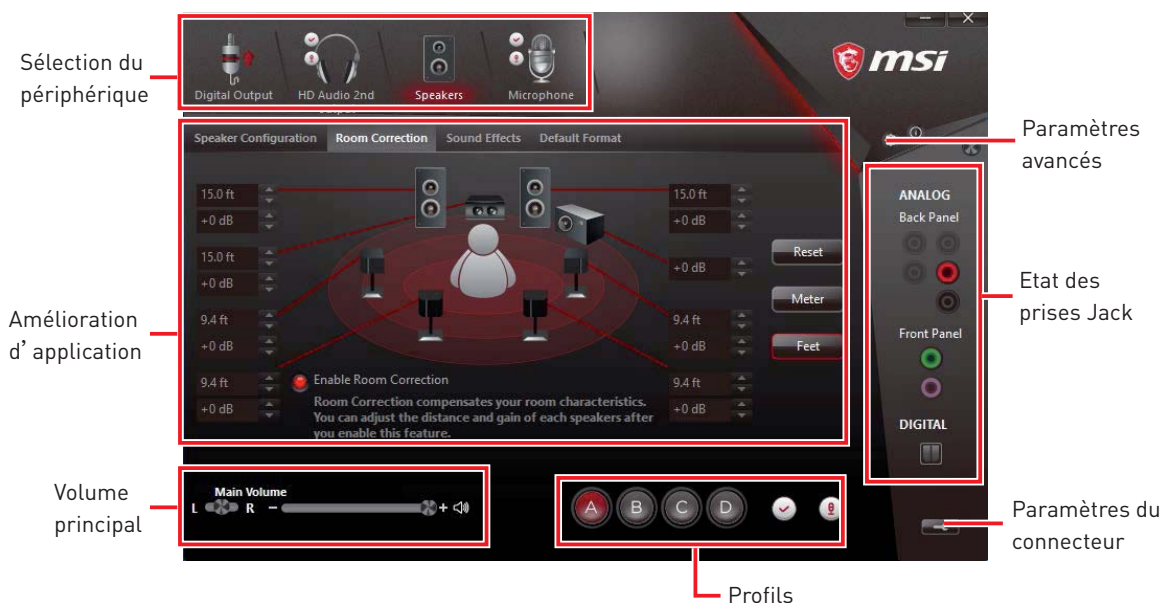 Sélection du
périphérique
Digital Output
HD Audio 2nd
Speakers
Microphone
msi
Paramètres
avancés
Speaker Configuration
Room Correction
Sound Effects
Default Format
15.0 ft
+0 dB
15.0 ft
+0 dB
9.4 ft
+0 dB
9.4 ft
+0 dB
15.0 ft
+0 dB
+0 dB
9.4 ft
+0 dB
9.4 ft
+0 dB
Reset
Meter
Feet
Enable Room Correction
Room Correction compensates your room characteristics.
You can adjust the distance and gain of each speakers after
you enable this feature.
Amélioration
d’application
ANALOG
Back Panel
Front Panel
DIGITAL
Etat des
prises Jack
Volume
principal
Main Volume
L R - +
A B C D
Profils
Paramètres du
connecteur